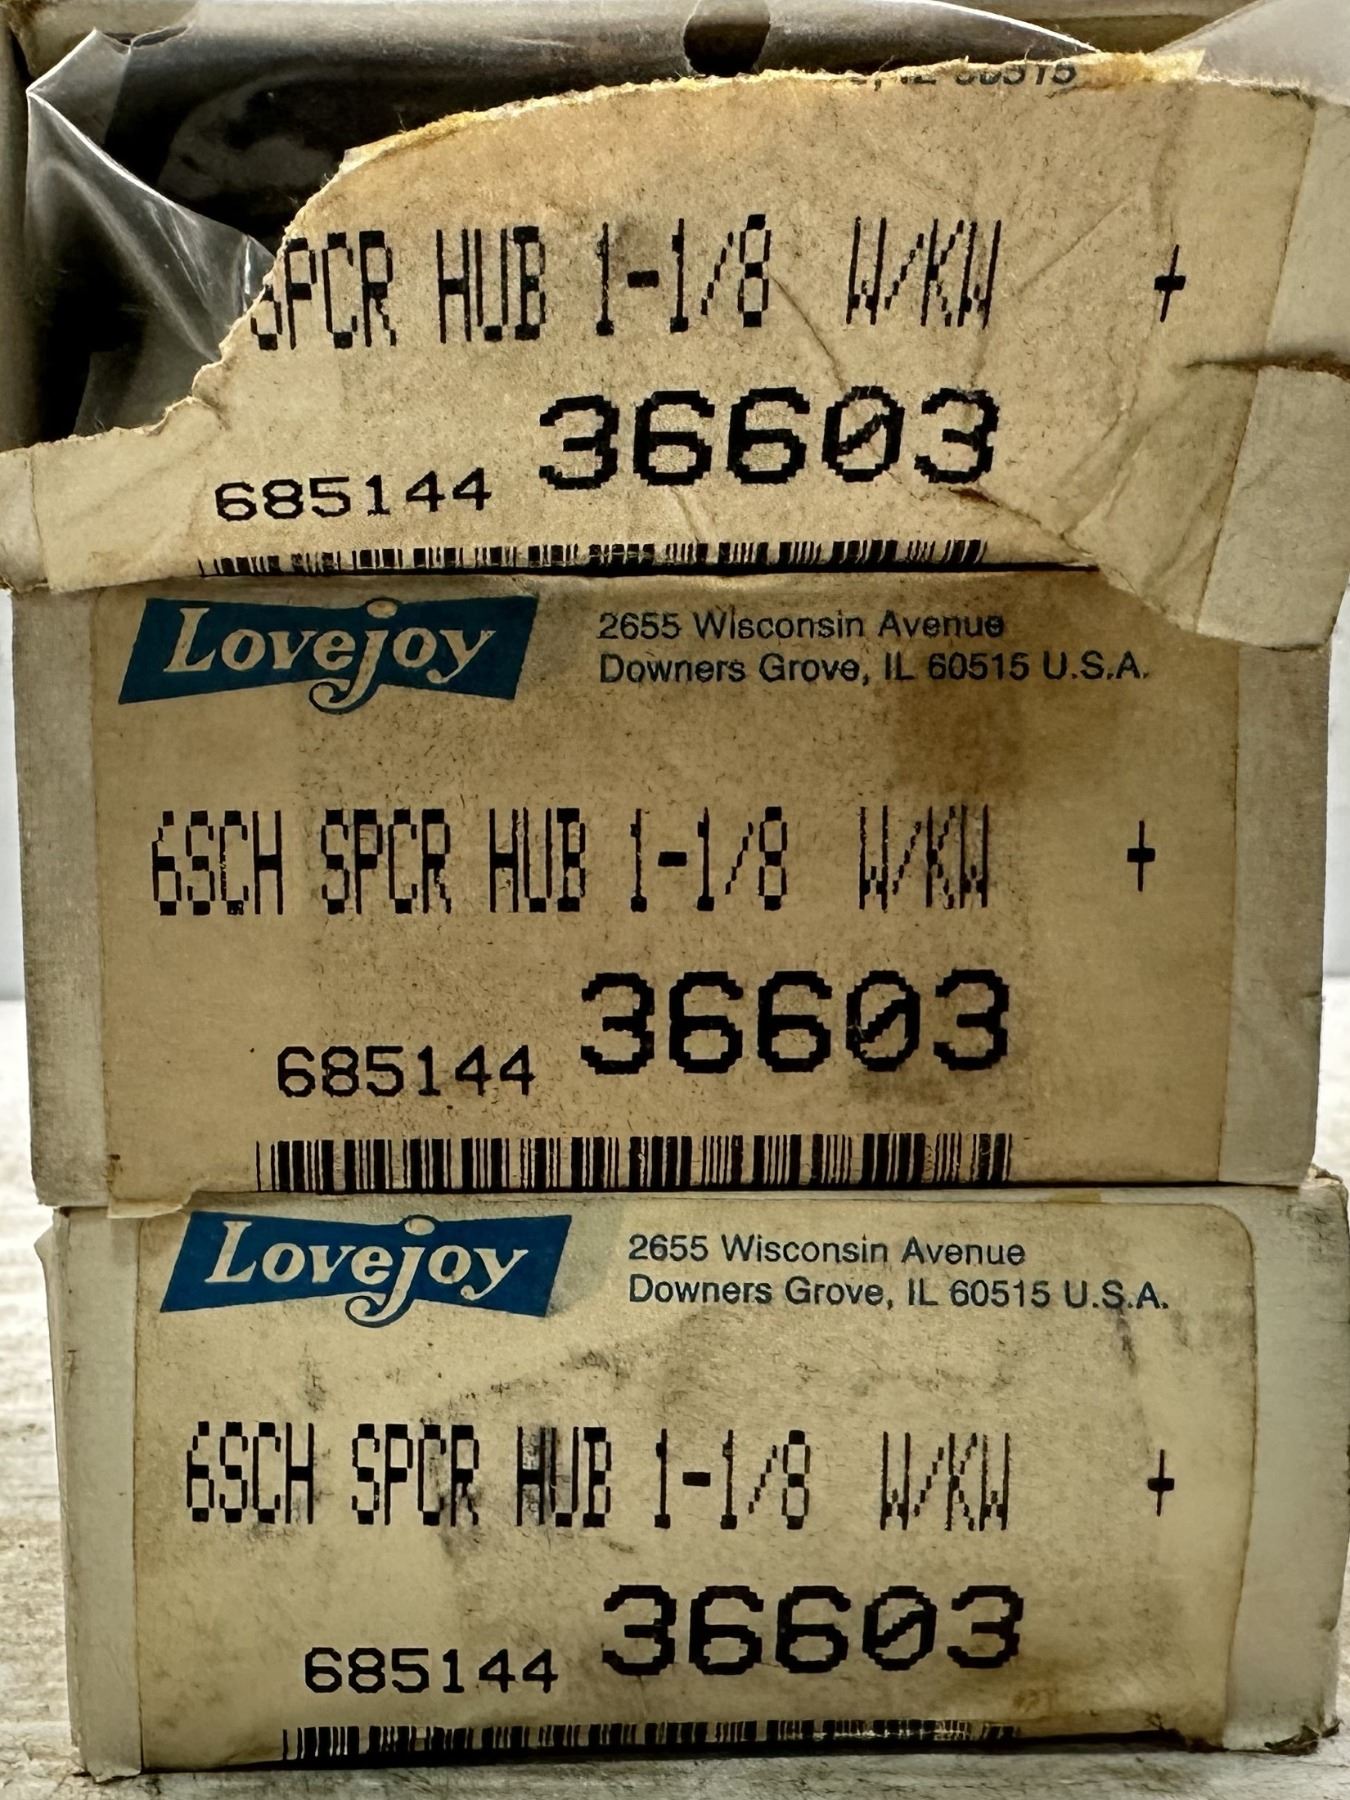 , IL 60515
SPCR HUB 1-1/8 W/KW +
685144 36603
Lovejoy
2655 Wisconsin Avenue
Downers Grove, IL 60515 U.S.A.
6SCH SPCR HUB 1-1/8 W/KW +
685144 36603
Lovejoy
2655 Wisconsin Avenue
Downers Grove, IL 60515 U.S.A.
6SCH SPCR HUB 1-1/8 W/KW +
685144 36603